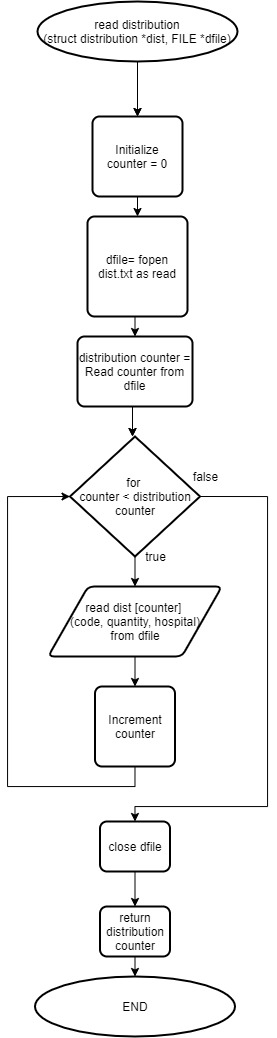 read distribution
(struct distribution *dist, FILE *dfile)
Initialize
counter = 0
dfile= fopen
dist.txt as read
distribution counter =
Read counter from
dfile
for
counter < distribution
counter
false
true
read dist [counter]
(code, quantity, hospital)
from dfile
Increment
counter
close dfile
return
distribution
counter
END